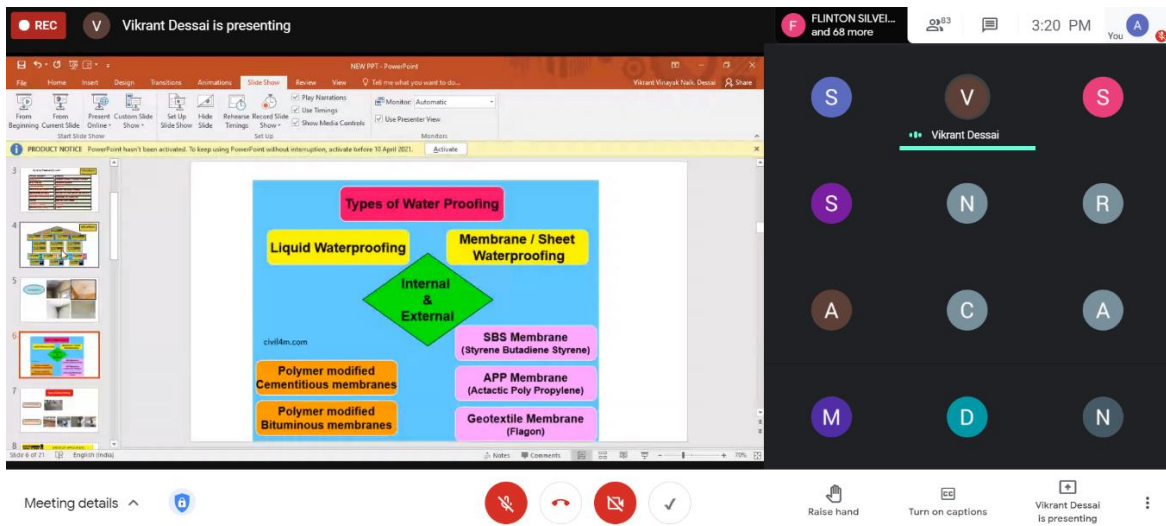 REC
V
Vikrant Dessai is presenting
FLINTON SILVEI...
and 68 more
F
83
3:20 PM
You
A
NEW PPT - PowerPoint
File Home Insert Design Transitions Animations Slide Show Review View Tell me what you want to do...
Vikrant Vinayak Naik. Dessai
Share
From Beginning
From Current Slide
Present Online
Custom Slide Show
Set Up Slide Show
Hide Slide
Rehearse Timings
Record Slide Show
Play Narrations
Use Timings
Show Media Controls
Monitor: Automatic
Use Presenter View
Start Slide Show
Set Up
Monitors
PRODUCT NOTICE PowerPoint hasn't been activated. To keep using PowerPoint without interruption, activate before 10 April 2021.
Activate
3
4
5
6
7
8
Types of Water Proofing
Liquid Waterproofing
Membrane / Sheet
Waterproofing
Internal
&
External
civil4m.com
SBS Membrane
(Styrene Butadiene Styrene)
Polymer modified
Cementitious membranes
APP Membrane
(Actactic Poly Propylene)
Polymer modified
Bituminous membranes
Geotextile Membrane
(Flagon)
Slide 6 of 21
English (India)
Notes
Comments
70%
S
V
Vikrant Dessai
S
S
N
R
A
C
A
M
D
N
Meeting details
Raise hand
CC
Turn on captions
Vikrant Dessai
is presenting